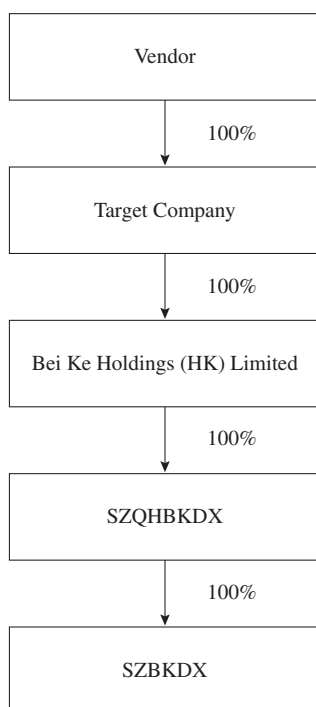 Vendor
100%
Target Company
100%
Bei Ke Holdings (HK) Limited
100%
SZQHBKDX
100%
SZBKDX